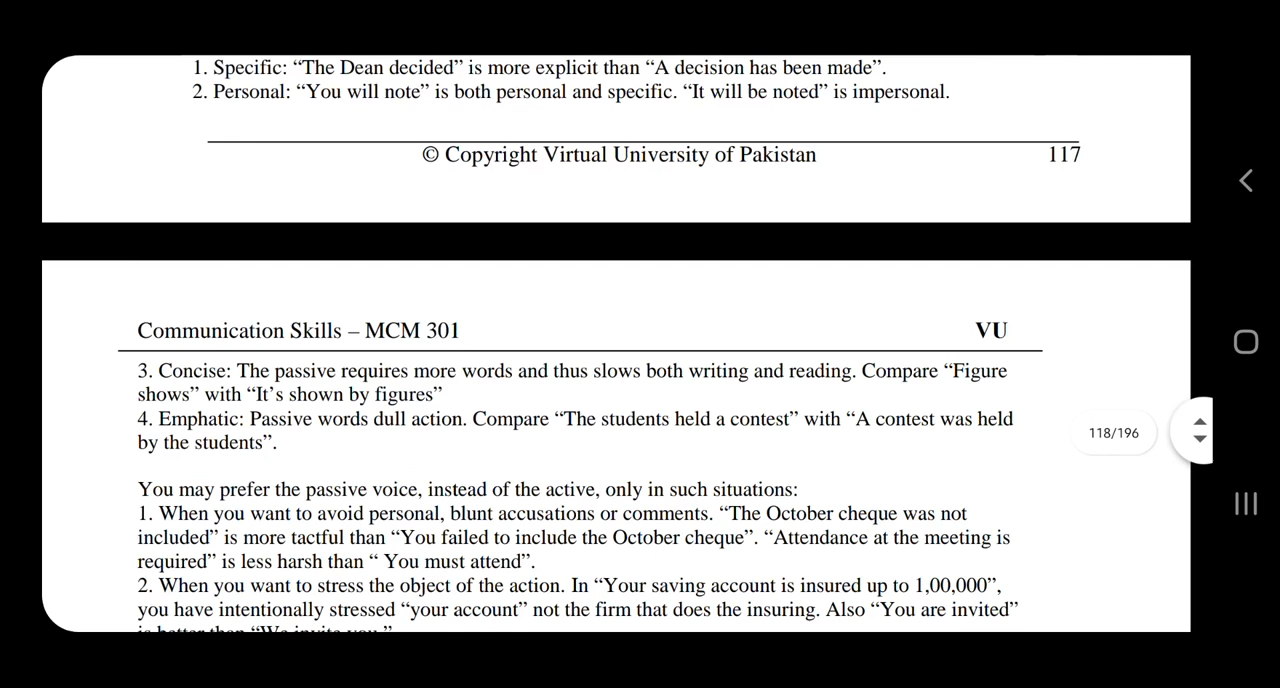 1. Specific: “The Dean decided” is more explicit than “A decision has been made”.
2. Personal: “You will note” is both personal and specific. “It will be noted” is impersonal.
© Copyright Virtual University of Pakistan 117
Communication Skills – MCM 301 VU
3. Concise: The passive requires more words and thus slows both writing and reading. Compare “Figure
shows” with “It’s shown by figures”
4. Emphatic: Passive words dull action. Compare “The students held a contest” with “A contest was held
by the students”.
118/196
You may prefer the passive voice, instead of the active, only in such situations:
1. When you want to avoid personal, blunt accusations or comments. “The October cheque was not
included” is more tactful than “You failed to include the October cheque”. “Attendance at the meeting is
required” is less harsh than “ You must attend”.
2. When you want to stress the object of the action. In “Your saving account is insured up to 1,00,000”,
you have intentionally stressed “your account” not the firm that does the insuring. Also “You are invited”
is better than “We invite you.”